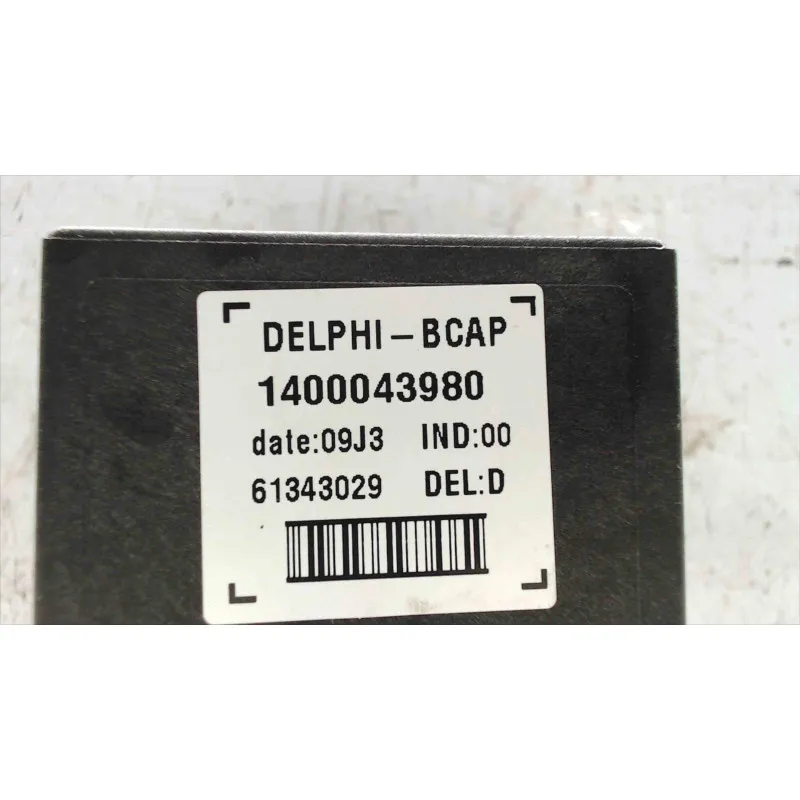 DELPHI-BCAP
1400043980
date:09J3 IND:00
61343029 DEL:D